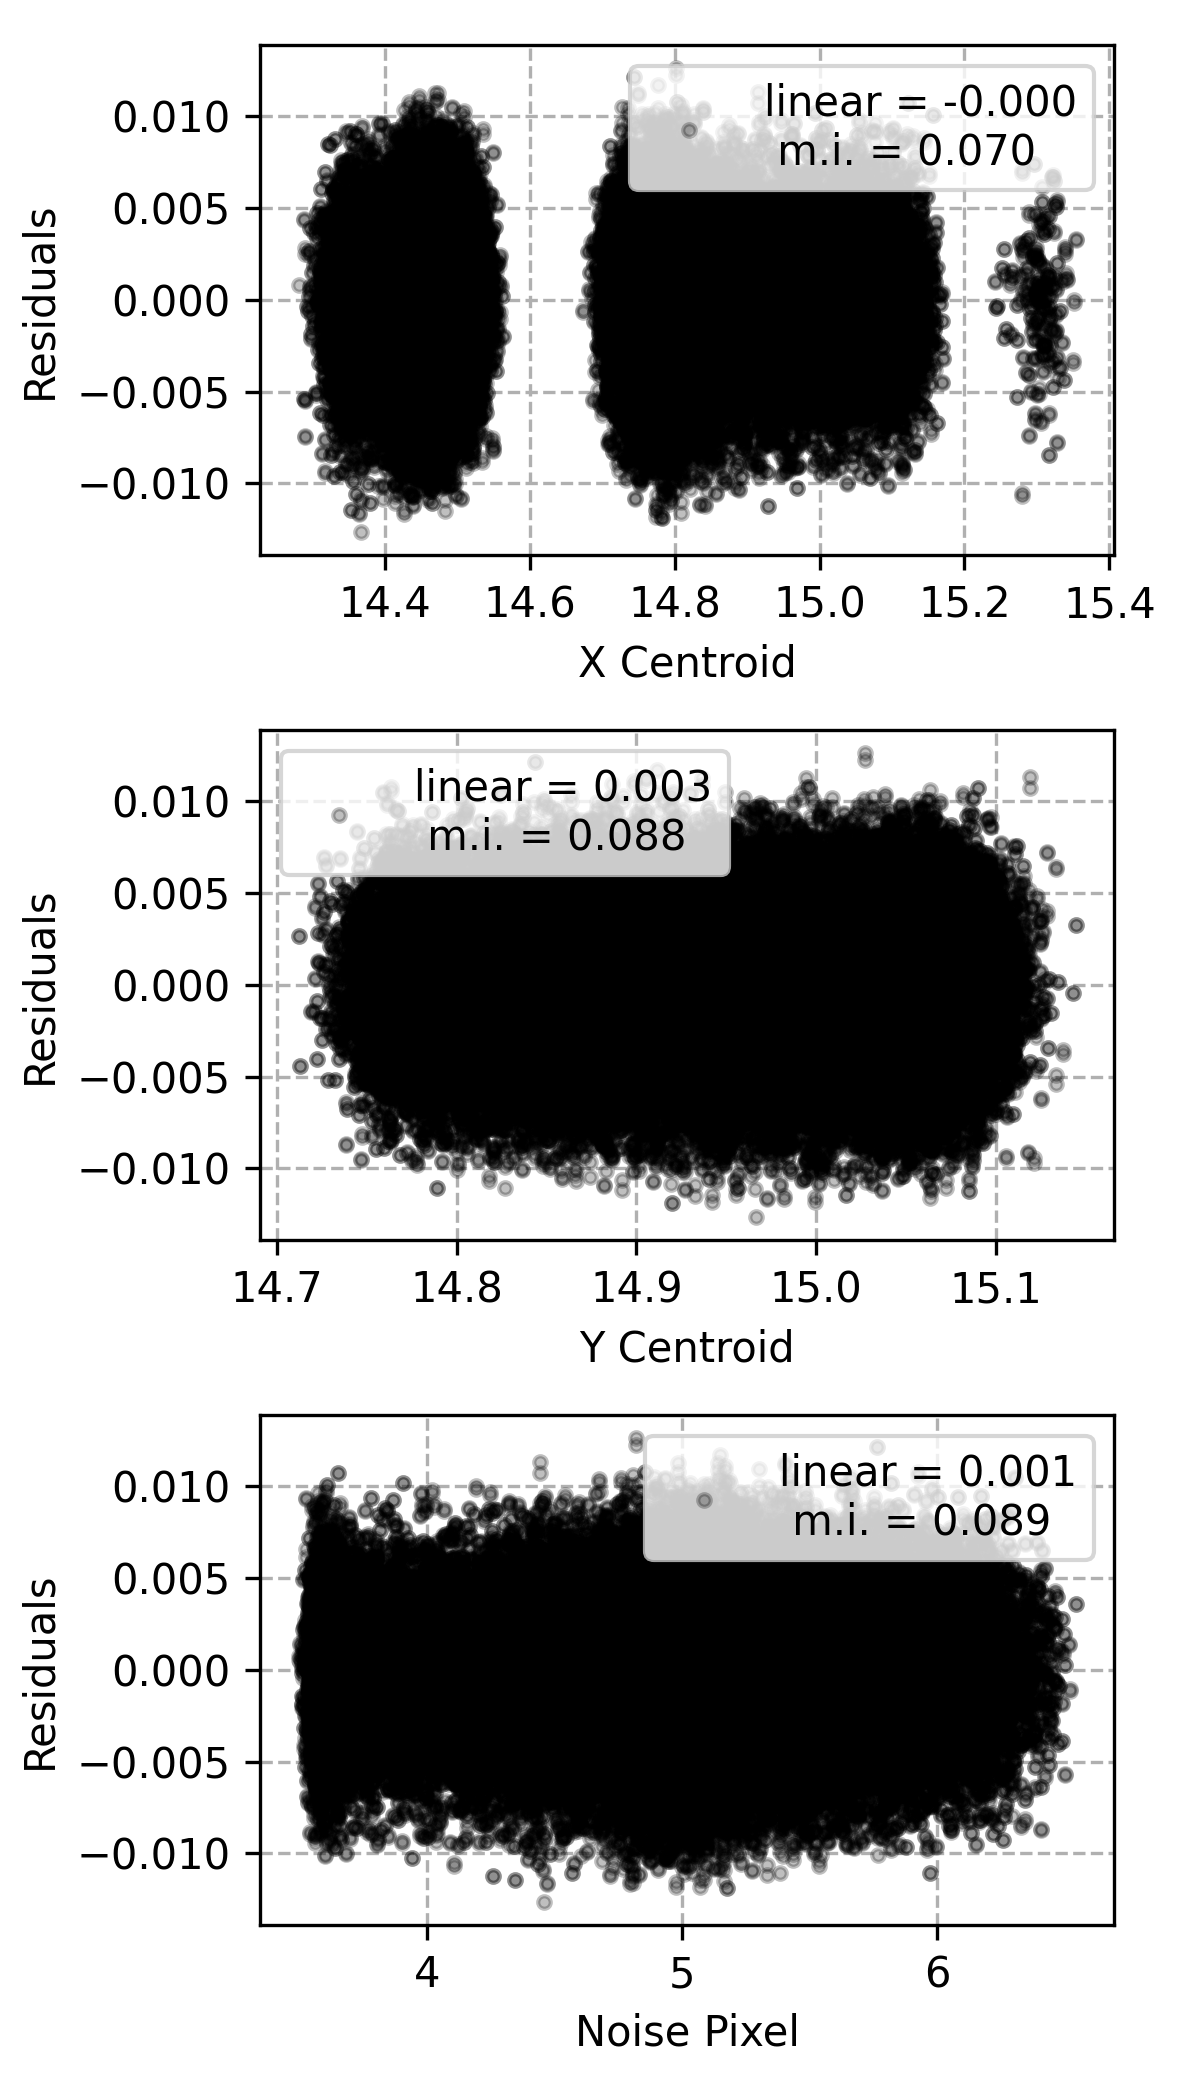 linear = -0.000
m.i. = 0.070
0.010
0.005
0.000
−0.005
−0.010
Residuals
14.4 14.6 14.8 15.0 15.2 15.4
X Centroid
linear = 0.003
m.i. = 0.088
0.010
0.005
0.000
−0.005
−0.010
Residuals
14.7 14.8 14.9 15.0 15.1
Y Centroid
linear = 0.001
m.i. = 0.089
0.010
0.005
0.000
−0.005
−0.010
Residuals
4 5 6
Noise Pixel